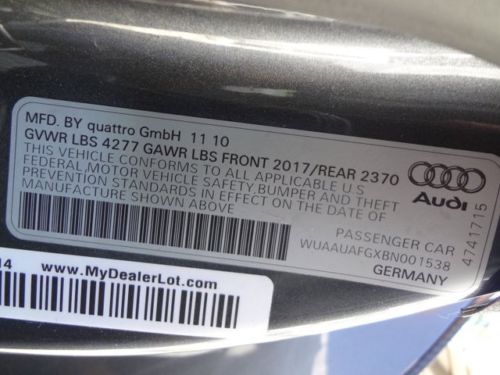 MFD. BY quattro GmbH 11 10
GVWR LBS 4277 GAWR LBS FRONT 2017/REAR 2370
THIS VEHICLE CONFORMS TO ALL APPLICABLE U.S
FEDERAL,MOTOR VEHICLE SAFETY,BUMPER AND THEFT
PREVENTION STANDARDS IN EFFECT ON THE DATE OF
MANUFACTURE SHOWN ABOVE.
Audi
4741715
PASSENGER CAR
WUAAUAFGXBN001538
GERMANY
14
www.MyDealerLot.com